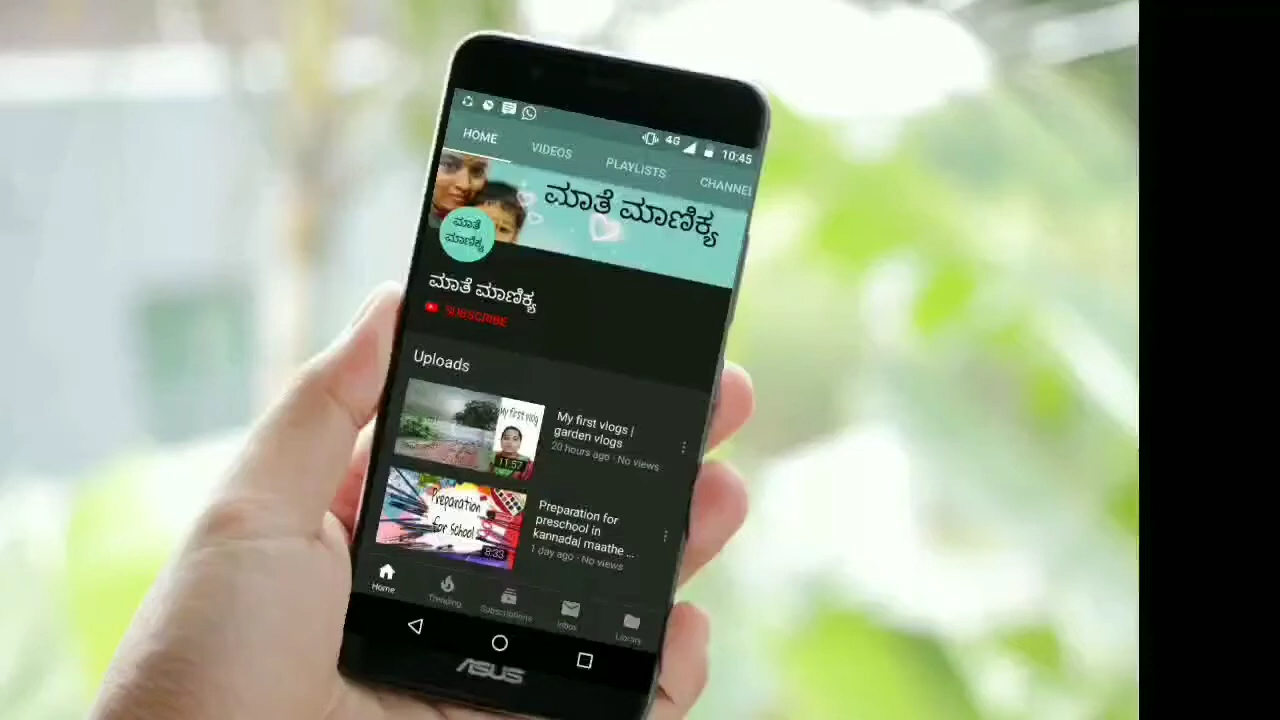 4G 10:45
HOME VIDEOS PLAYLISTS CHANNEL
ಮಾತೆ ಮಾಣಿಕ್ಯ
ಮಾತೆ
ಮಾಣಿಕ್ಯ
ಮಾತೆ ಮಾಣಿಕ್ಯ
SUBSCRIBE
Uploads
My first vlog
11:57
My first vlogs |
garden vlogs
20 hours ago · No views
Preparation
for school
8:33
Preparation for
preschool in
kannada| maathe ...
1 day ago · No views
Home Trending Subscriptions Inbox Library
ASUS